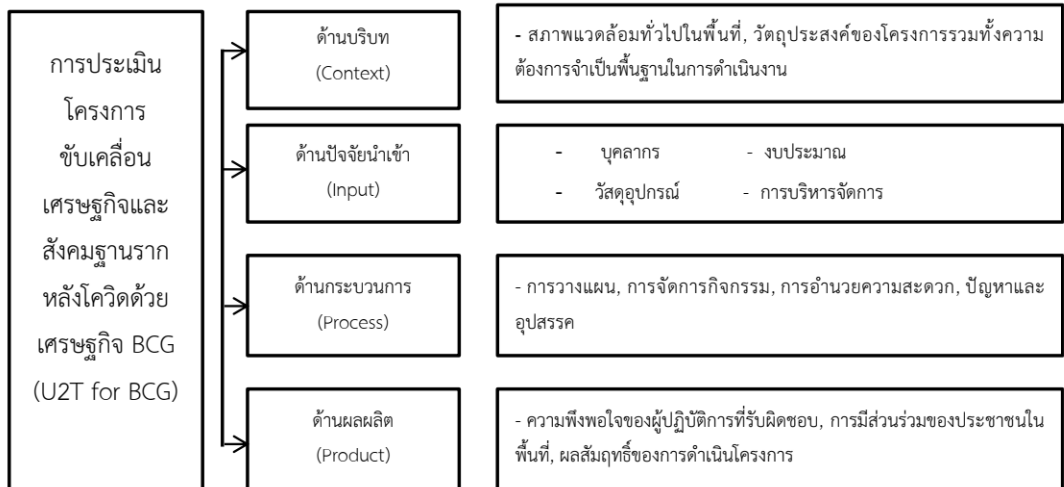 การประเมิน
โครงการ
ขับเคลื่อน
เศรษฐกิจและ
สังคมฐานราก
หลังโควิดด้วย
เศรษฐกิจ BCG
(U2T for BCG)
ด้านบริบท
(Context)
- สภาพแวดล้อมทั่วไปในพื้นที่, วัตถุประสงค์ของโครงการรวมทั้งความ
ต้องการจำเป็นพื้นฐานในการดำเนินงาน
ด้านปัจจัยนำเข้า
(Input)
- บุคลากร - งบประมาณ
- วัสดุอุปกรณ์ - การบริหารจัดการ
ด้านกระบวนการ
(Process)
- การวางแผน, การจัดการกิจกรรม, การอำนวยความสะดวก, ปัญหาและ
อุปสรรค
ด้านผลผลิต
(Product)
- ความพึงพอใจของผู้ปฏิบัติการที่รับผิดชอบ, การมีส่วนร่วมของประชาชนใน
พื้นที่, ผลสัมฤทธิ์ของการดำเนินโครงการ